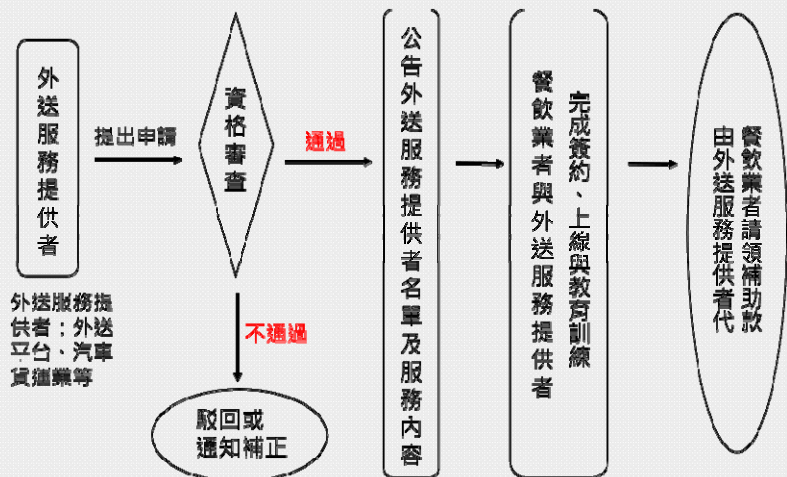 外送服務提供者
提出申請
資格審查
通過
公告外送服務提供者名單及服務內容
餐飲業者與外送服務提供者
完成簽約、上線與教育訓練
由外送服務提供者代
餐飲業者請領補助款
外送服務提
供者；外送
平台、汽車
貨運業等
不通過
駁回或
通知補正